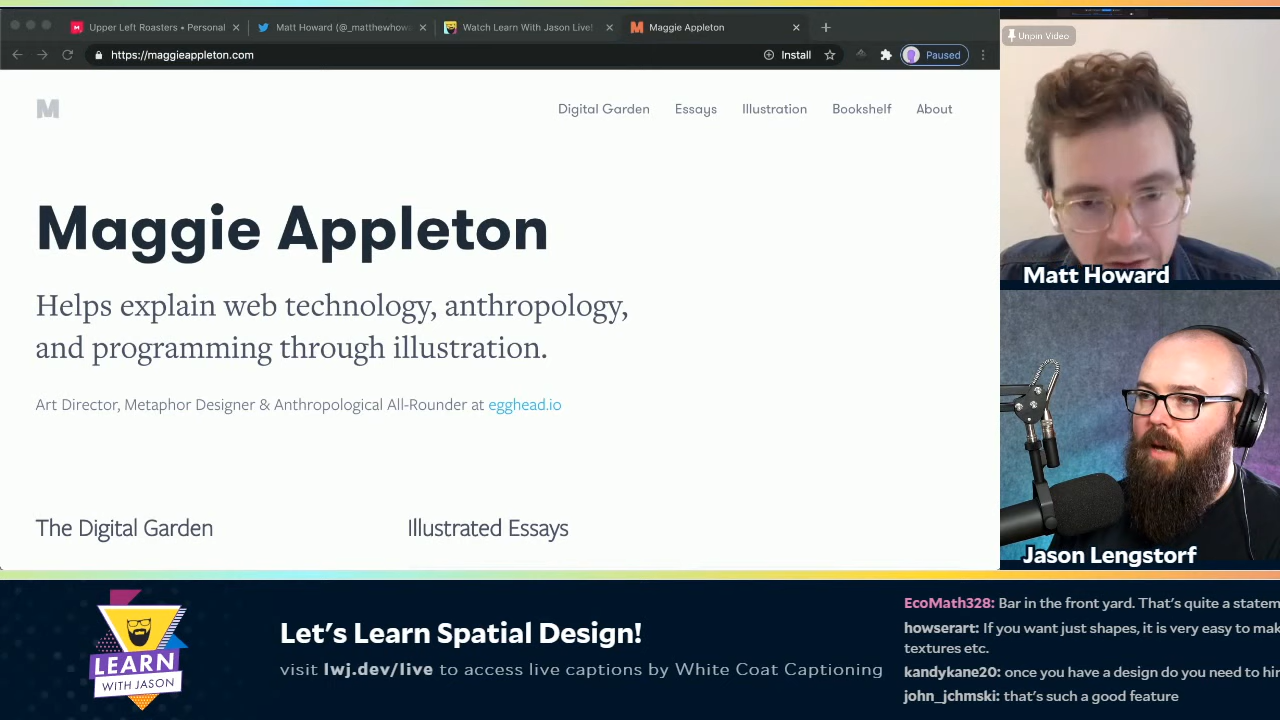 Upper Left Roasters • Personal
Matt Howard (@_matthewhow
Watch Learn With Jason Live!
Maggie Appleton
https://maggieappleton.com
Install
Paused
Unpin Video
M
Digital Garden
Essays
Illustration
Bookshelf
About
Maggie Appleton
Helps explain web technology, anthropology,
and programming through illustration.
Art Director, Metaphor Designer & Anthropological All-Rounder at egghead.io
The Digital Garden
Illustrated Essays
Matt Howard
Jason Lengstorf
LEARN
WITH JASON
Let's Learn Spatial Design!
visit lwj.dev/live to access live captions by White Coat Captioning
EcoMath328: Bar in the front yard. That's quite a statem
howserart: If you want just shapes, it is very easy to mak
textures etc.
kandykane20: once you have a design do you need to hi
john_jchmski: that's such a good feature